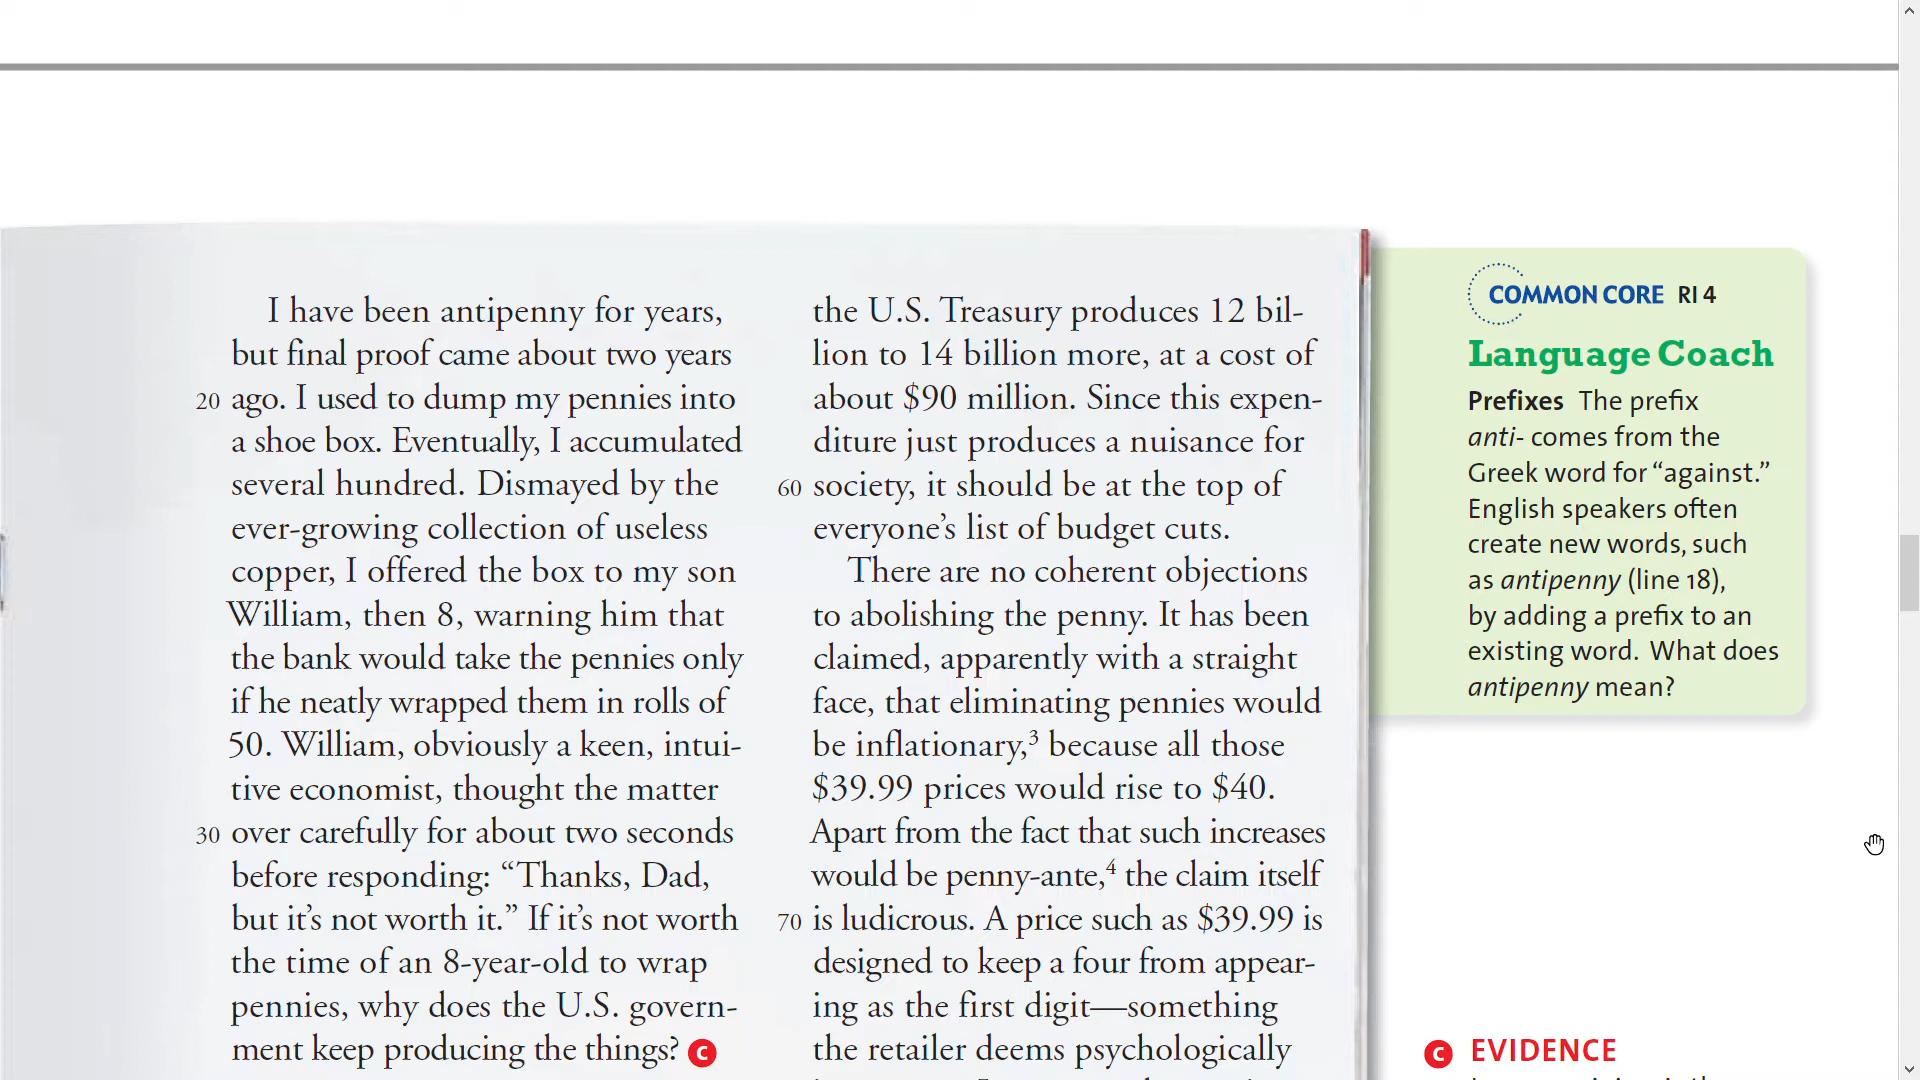 I have been antipenny for years,
but final proof came about two years
20 ago. I used to dump my pennies into
a shoe box. Eventually, I accumulated
several hundred. Dismayed by the
ever-growing collection of useless
copper, I offered the box to my son
William, then 8, warning him that
the bank would take the pennies only
if he neatly wrapped them in rolls of
50. William, obviously a keen, intui-
tive economist, thought the matter
30 over carefully for about two seconds
before responding: “Thanks, Dad,
but it’s not worth it.” If it’s not worth
the time of an 8-year-old to wrap
pennies, why does the U.S. govern-
ment keep producing the things? C
the U.S. Treasury produces 12 bil-
lion to 14 billion more, at a cost of
about $90 million. Since this expen-
diture just produces a nuisance for
60 society, it should be at the top of
everyone’s list of budget cuts.
There are no coherent objections
to abolishing the penny. It has been
claimed, apparently with a straight
face, that eliminating pennies would
be inflationary,3 because all those
$39.99 prices would rise to $40.
Apart from the fact that such increases
would be penny-ante,4 the claim itself
70 is ludicrous. A price such as $39.99 is
designed to keep a four from appear-
ing as the first digit—something
the retailer deems psychologically
COMMON CORE RI 4
Language Coach
Prefixes The prefix
anti- comes from the
Greek word for “against.”
English speakers often
create new words, such
as antipenny (line 18),
by adding a prefix to an
existing word. What does
antipenny mean?
C EVIDENCE